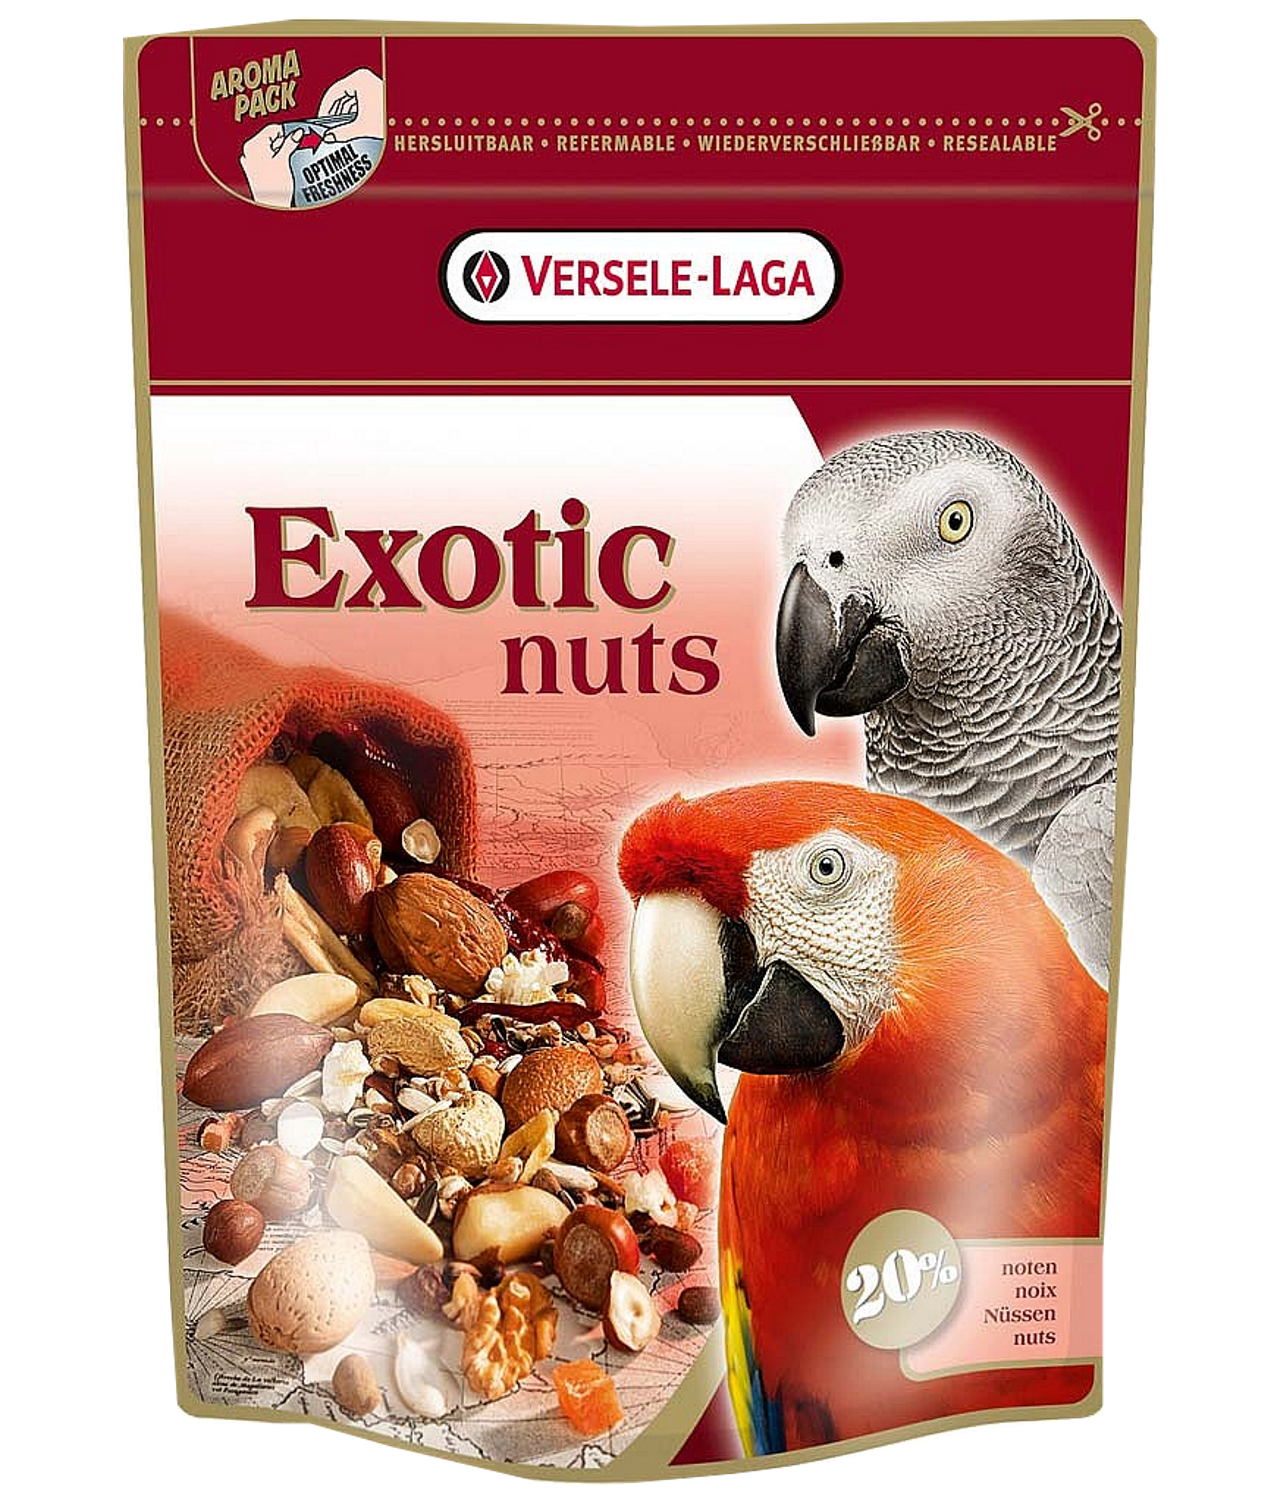 AROMA
PACK
OPTIMAL
FRESHNESS
HERSLUITBAAR • REFERMABLE • WIEDERVERSCHLIEßBAR • RESEALABLE
VERSELE-LAGA
Exotic
nuts
20%
noten
noix
Nüssen
nuts